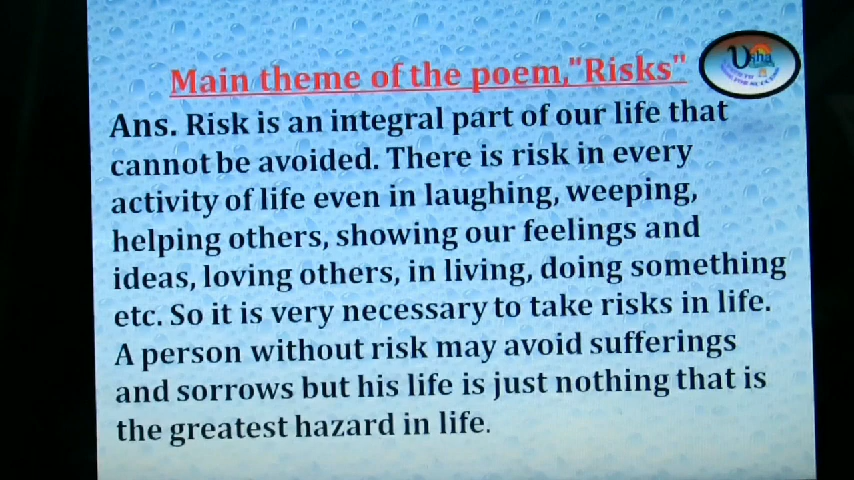 Main theme of the poem,"Risks"
Usha
Ans. Risk is an integral part of our life that
cannot be avoided. There is risk in every
activity of life even in laughing, weeping,
helping others, showing our feelings and
ideas, loving others, in living, doing something
etc. So it is very necessary to take risks in life.
A person without risk may avoid sufferings
and sorrows but his life is just nothing that is
the greatest hazard in life.